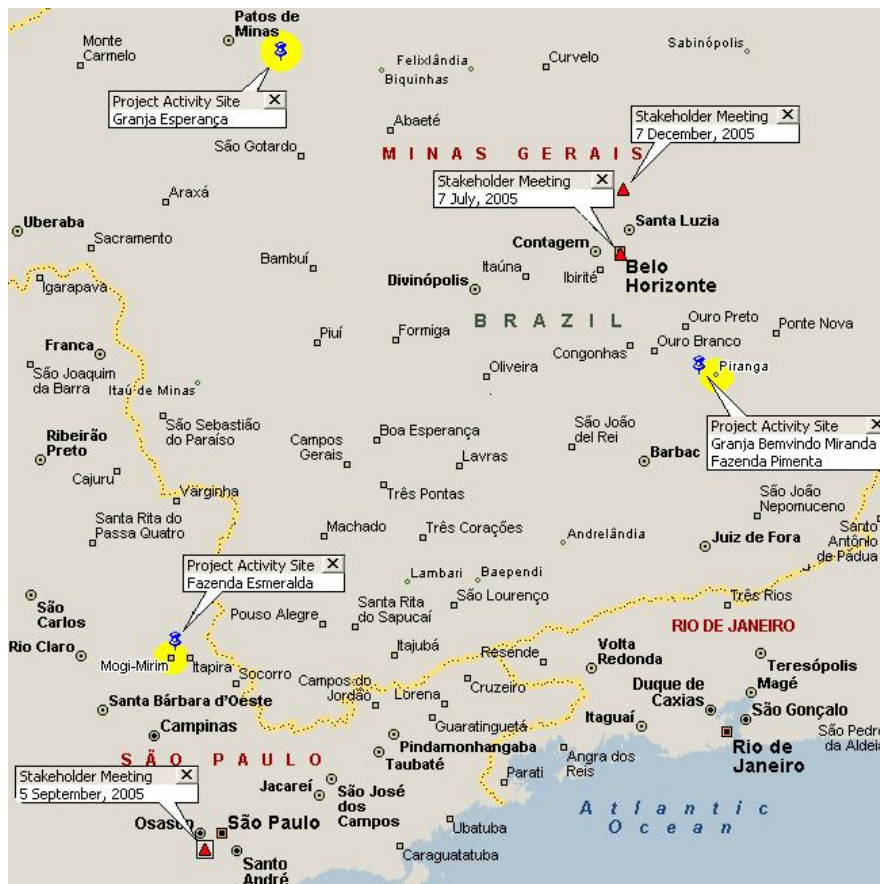 Patos de
Minas
Monte
Carmelo
Felixlândia
Biquinhas
Curvelo
Sabinópolis
Project Activity Site
Granja Esperança
Abaeté
Stakeholder Meeting
7 December, 2005
São Gotardo
MINAS GERAIS
Stakeholder Meeting
7 July, 2005
Araxá
Uberaba
Sacramento
Santa Luzia
Contagem
Bambuí
Itaúna
Ibirité
Belo
Horizonte
Igarapava
Divinópolis
BRAZIL
Ouro Preto
Ponte Nova
Piuí
Formiga
Congonhas
Ouro Branco
Franca
São Joaquim
da Barra
Itaú de Minas
Oliveira
Piranga
Project Activity Site
Granja Bemvindo Miranda
Fazenda Pimenta
São Sebastião
do Paraíso
Ribeirão
Preto
Cajuru
Campos
Gerais
Boa Esperança
Lavras
São João
del Rei
Barbac
Varginha
Três Pontas
São João
Nepomuceno
Santa Rita do
Passa Quatro
Machado
Três Corações
Andrelândia
Juiz de Fora
Santo
Antônio
de Pádua
Project Activity Site
Fazenda Esmeralda
Lambari
Baependi
São
Carlos
Pouso Alegre
Santa Rita
do Sapucaí
São Lourenço
Três Rios
Rio Claro
Mogi-Mirim
Itapira
Itajubá
Resende
Volta
Redonda
RIO DE JANEIRO
Teresópolis
Socorro
Campos do
Jordão
Lorena
Cruzeiro
Duque de
Caxias
Magé
Santa Bárbara d'Oeste
Campinas
Guaratinguetá
Itaguaí
São Gonçalo
SÃO PAULO
Pindamonhangaba
Taubaté
Angra dos
Reis
Rio de
Janeiro
São Pedro
da Aldeia
Stakeholder Meeting
5 September, 2005
Jacareí
São José
dos
Campos
Parati
Atlantic
Ocean
Osasco
São Paulo
Ubatuba
Santo
André
Caraguatatuba